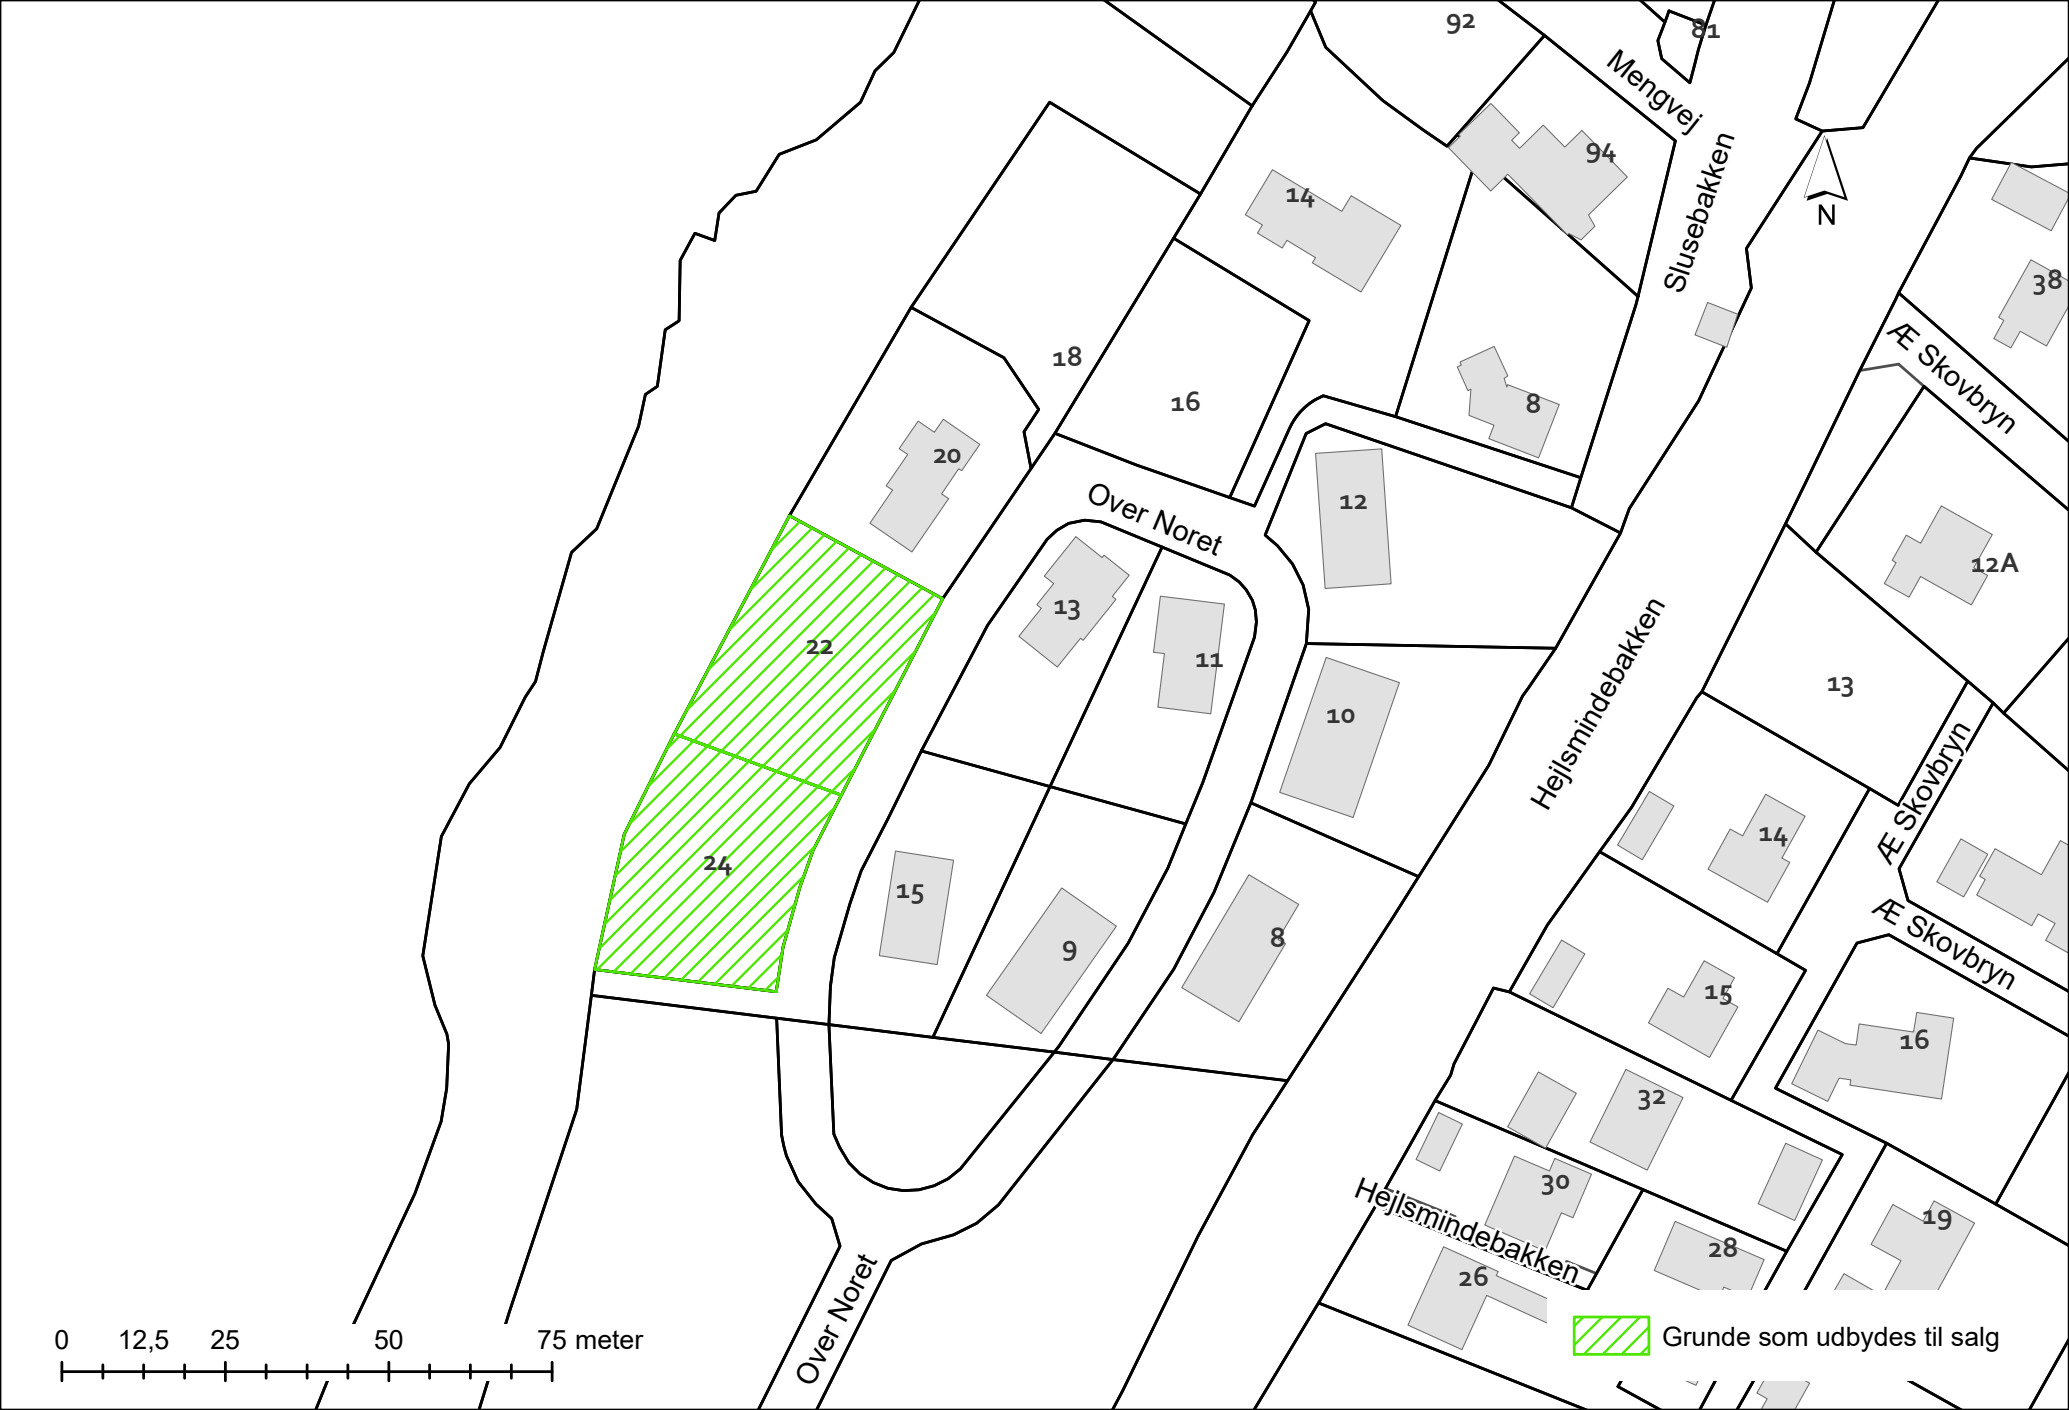 92
81
Mengvej
94
14
Slusebakken
N
38
18
Æ Skovbryn
16
8
20
12
Over Noret
12A
13
22
11
Hejlsmindebakken
13
10
Æ Skovbryn
14
24
15
9
8
Æ Skovbryn
15
16
32
30
Hejlsmindebakken
19
28
26
Over Noret
0 12,5 25 50 75 meter
Grunde som udbydes til salg